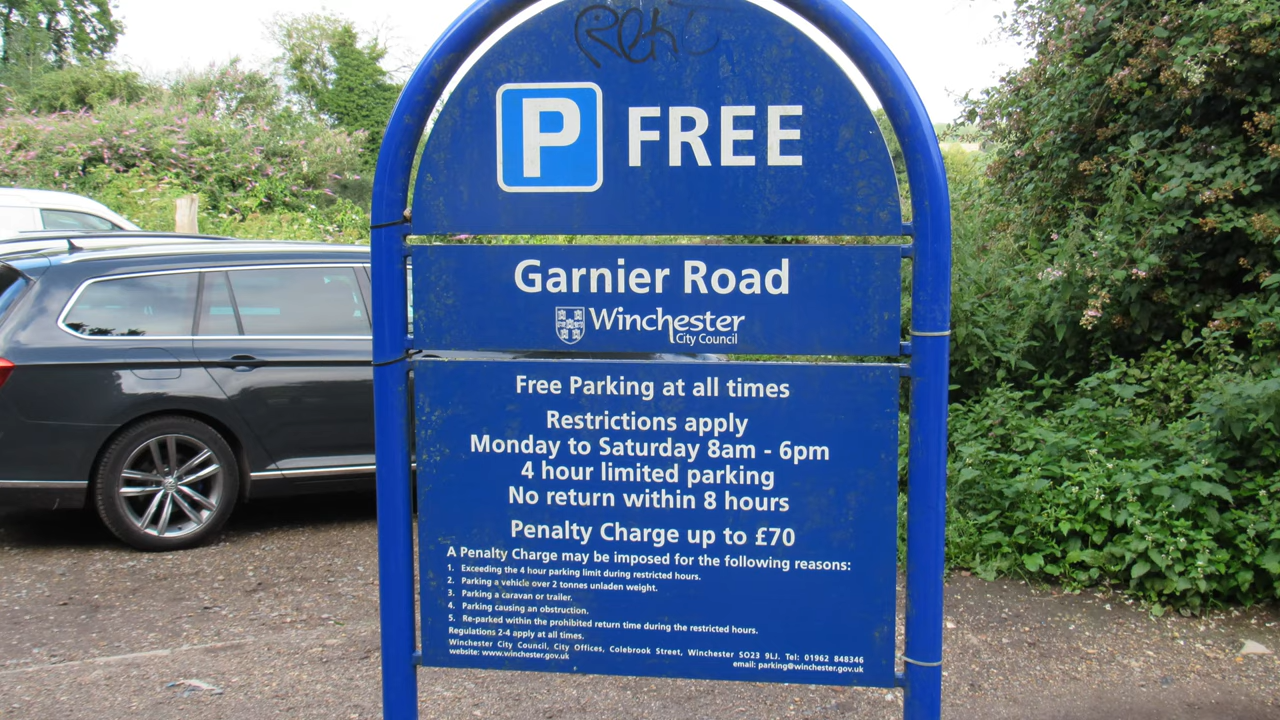 P FREE
Garnier Road
Winchester
City Council
Free Parking at all times
Restrictions apply
Monday to Saturday 8am - 6pm
4 hour limited parking
No return within 8 hours
Penalty Charge up to £70
A Penalty Charge may be imposed for the following reasons:
1. Exceeding the 4 hour parking limit during restricted hours.
2. Parking a vehicle over 2 tonnes unladen weight.
3. Parking a caravan or trailer.
4. Parking causing an obstruction.
5. Re-parked within the prohibited return time during the restricted hours.
Regulations 2-4 apply at all times.
Winchester City Council, City Offices, Colebrook Street, Winchester SO23 9LJ. Tel: 01962 848346
website: www.winchester.gov.uk email: parking@winchester.gov.uk